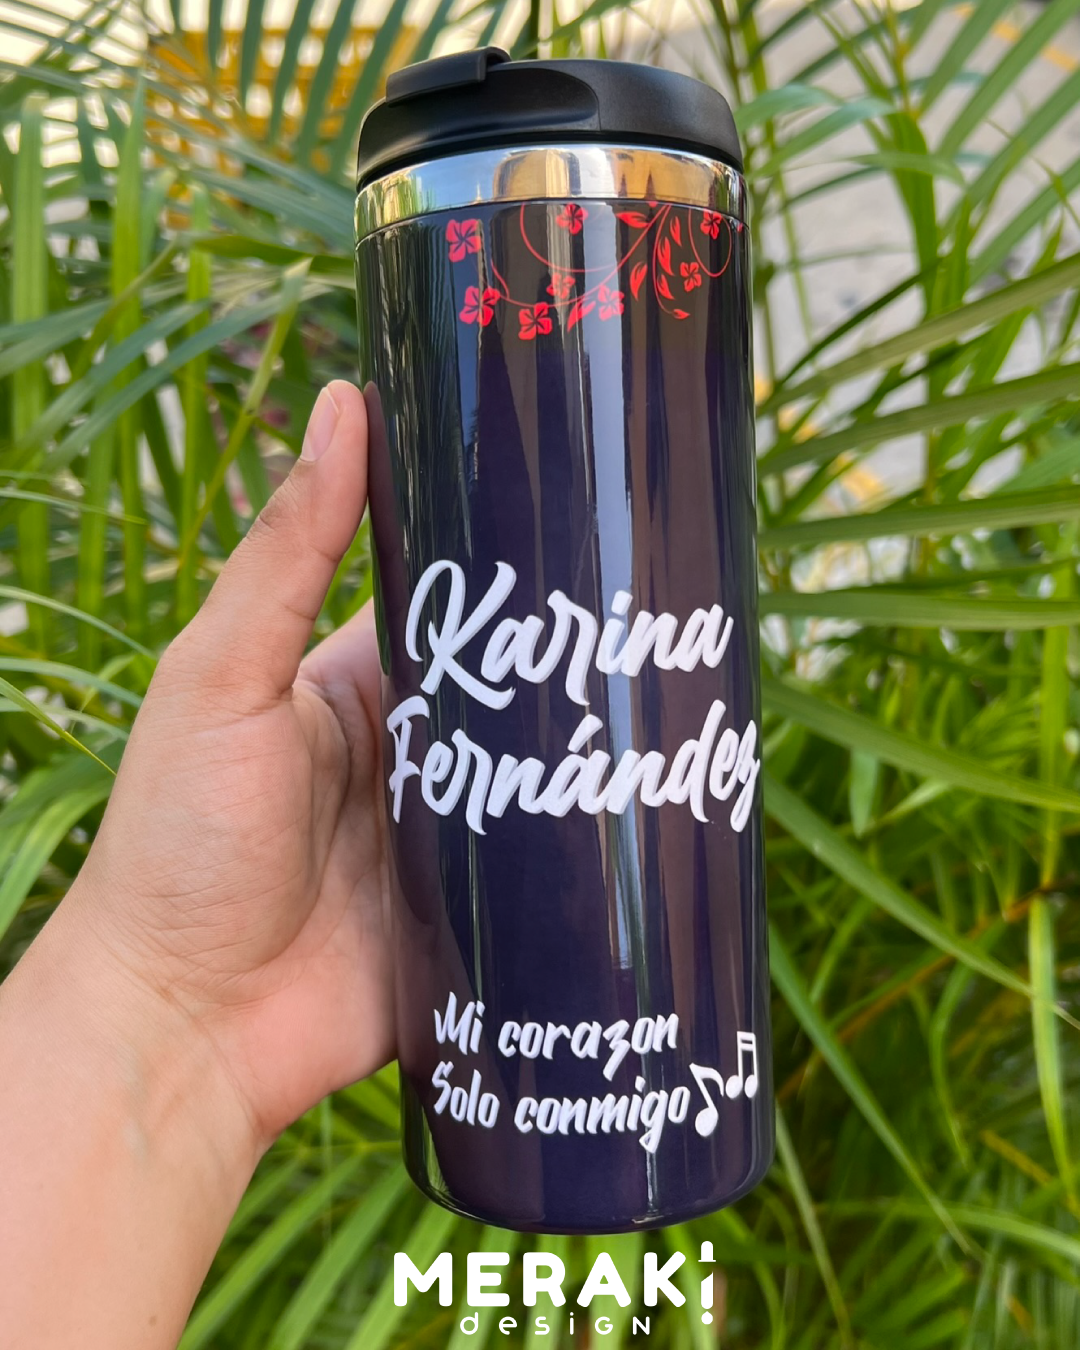 Karina
Fernández
Mi corazon
Solo conmigo
MERAKI
design